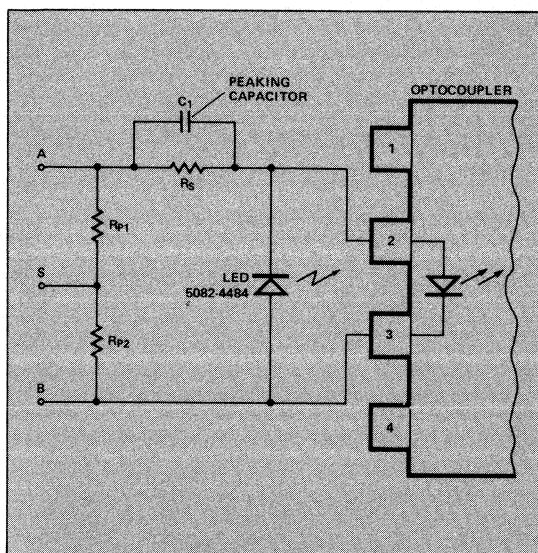 PEAKING
CAPACITOR
C1
OPTOCOUPLER
A
RS
1
RP1
2
S
LED
5082-4484
3
RP2
B
4